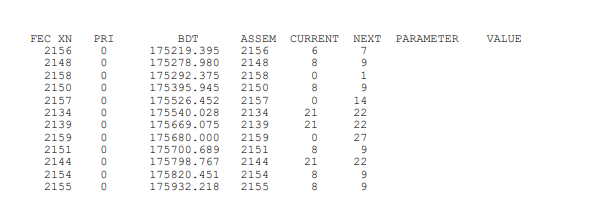 FEC XN PRI BDT ASSEM CURRENT NEXT PARAMETER VALUE
2156 0 175219.395 2156 6 7
2148 0 175278.980 2148 8 9
2158 0 175292.375 2158 0 1
2150 0 175395.945 2150 8 9
2157 0 175526.452 2157 0 14
2134 0 175540.028 2134 21 22
2139 0 175669.075 2139 21 22
2159 0 175680.000 2159 0 27
2151 0 175700.689 2151 8 9
2144 0 175798.767 2144 21 22
2154 0 175820.451 2154 8 9
2155 0 175932.218 2155 8 9